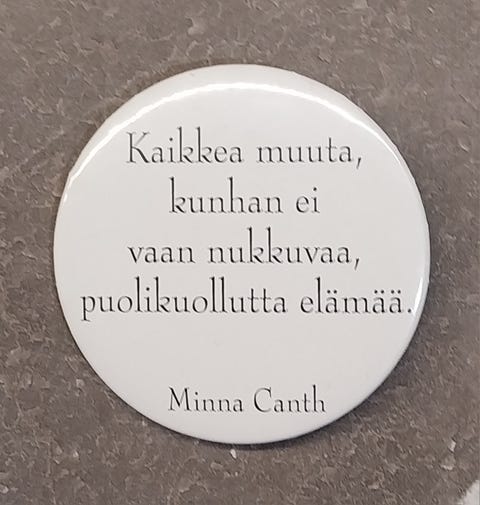 Kaikkea muuta,
kunhan ei
vaan nukkuvaa,
puolikuollutta elämää.
Minna Canth